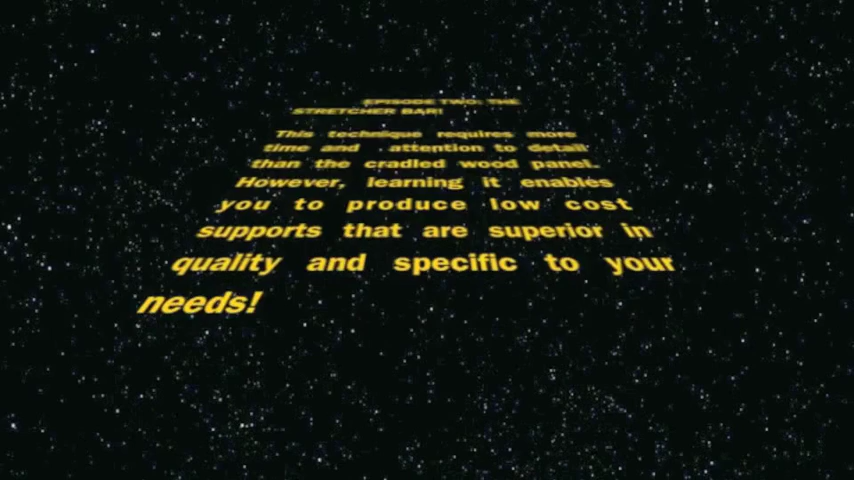 EPISODE TWO: THE
STRETCHER BAR!
This technique requires more
time and attention to detail
than the cradled wood panel.
However, learning it enables
you to produce low cost
supports that are superior in
quality and specific to your
needs!